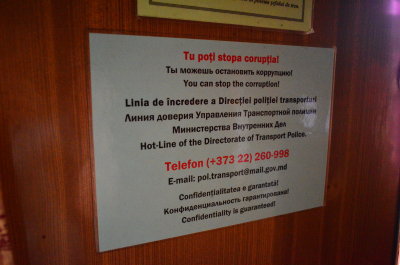 Tu poți stopa corupția!
Ты можешь остановить коррупцию!
You can stop the corruption!
Linia de încredere a Direcției poliției transporturi
Линия доверия Управления Транспортной полиции
Министерства Внутренних Дел
Hot-Line of the Directorate of Transport Police.
Telefon (+373 22) 260-998
E-mail: pol.transport@mail.gov.md
Confidențialitatea e garantată!
Конфиденциальность гарантирована!
Confidentiality is guaranteed!